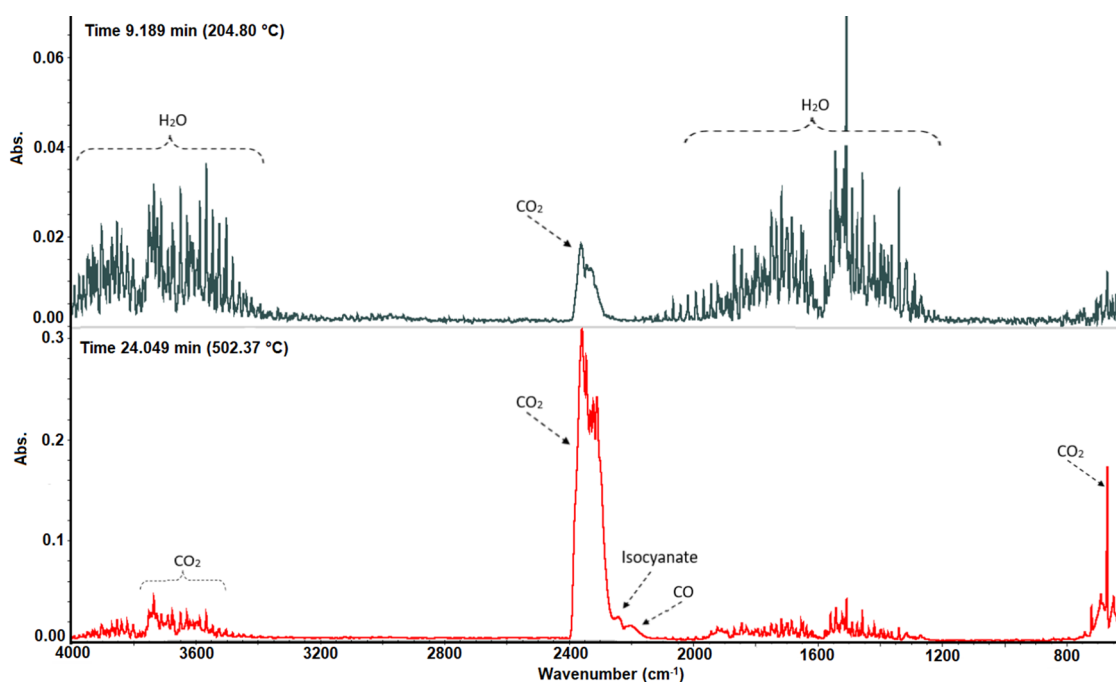 Time 9.189 min (204.80 °C)
0.06
H₂O
H₂O
Abs.
0.04
CO₂
0.02
0.00
Time 24.049 min (502.37 °C)
0.3
CO₂
Abs.
0.2
CO₂
0.1
Isocyanate
CO₂
CO
0.00
4000 3600 3200 2800 2400 2000 1600 1200 800
Wavenumber (cm⁻¹)